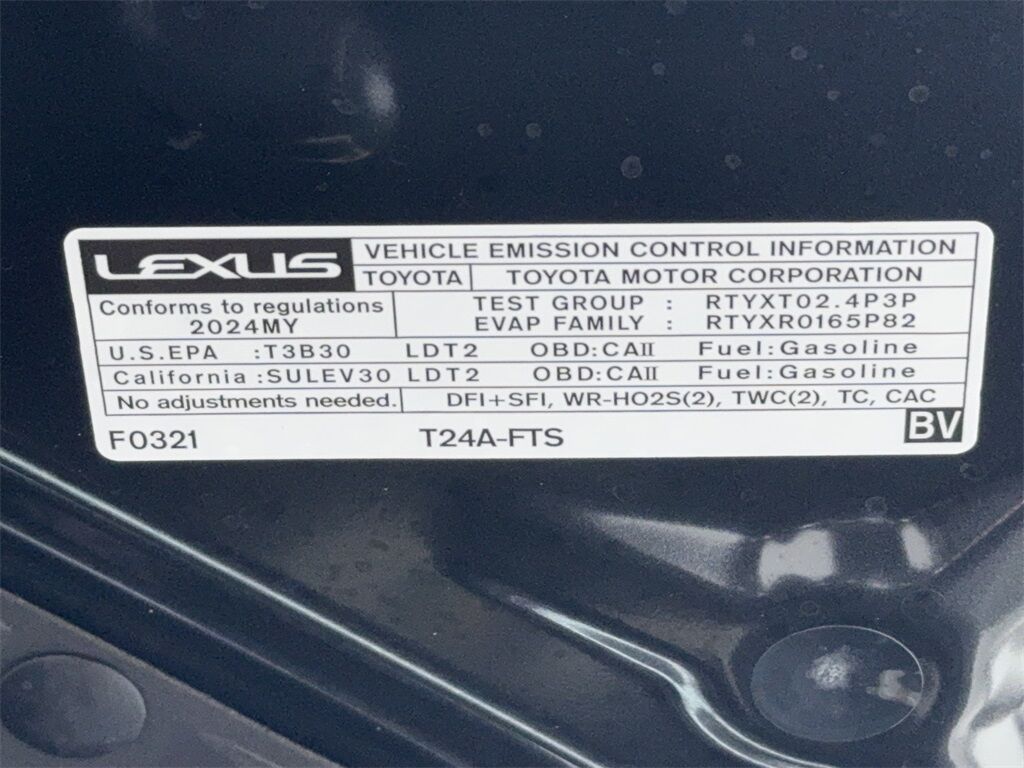 LEXUS
VEHICLE EMISSION CONTROL INFORMATION
TOYOTA TOYOTA MOTOR CORPORATION
Conforms to regulations
2024MY
TEST GROUP : RTYXT02.4P3P
EVAP FAMILY : RTYXR0165P82
U.S.EPA :T3B30 LDT2 OBD:CAII Fuel:Gasoline
California :SULEV30 LDT2 OBD:CAII Fuel:Gasoline
No adjustments needed. DFI+SFI, WR-HO2S(2), TWC(2), TC, CAC
F0321 T24A-FTS BV